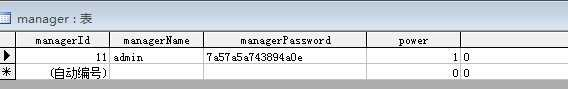 manager : 表
managerId managerName managerPassword power
11 admin 7a57a5a743894a0e 1 0
(自动编号) 0 0